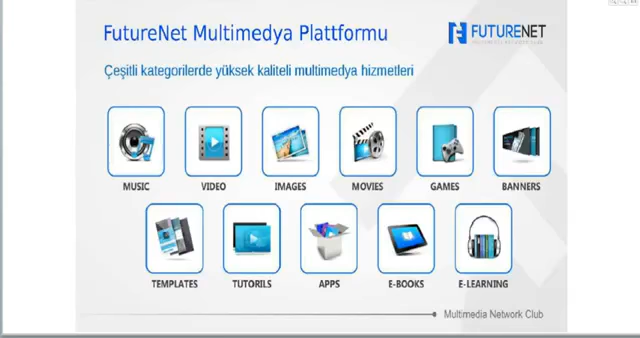 FutureNet Multimedya Plattformu
FUTURENET
Çeşitli kategorilerde yüksek kaliteli multimedya hizmetleri
MUSIC
VIDEO
IMAGES
MOVIES
GAMES
BANNERS
TEMPLATES
TUTORILS
APPS
E-BOOKS
E-LEARNING
Multimedia Network Club